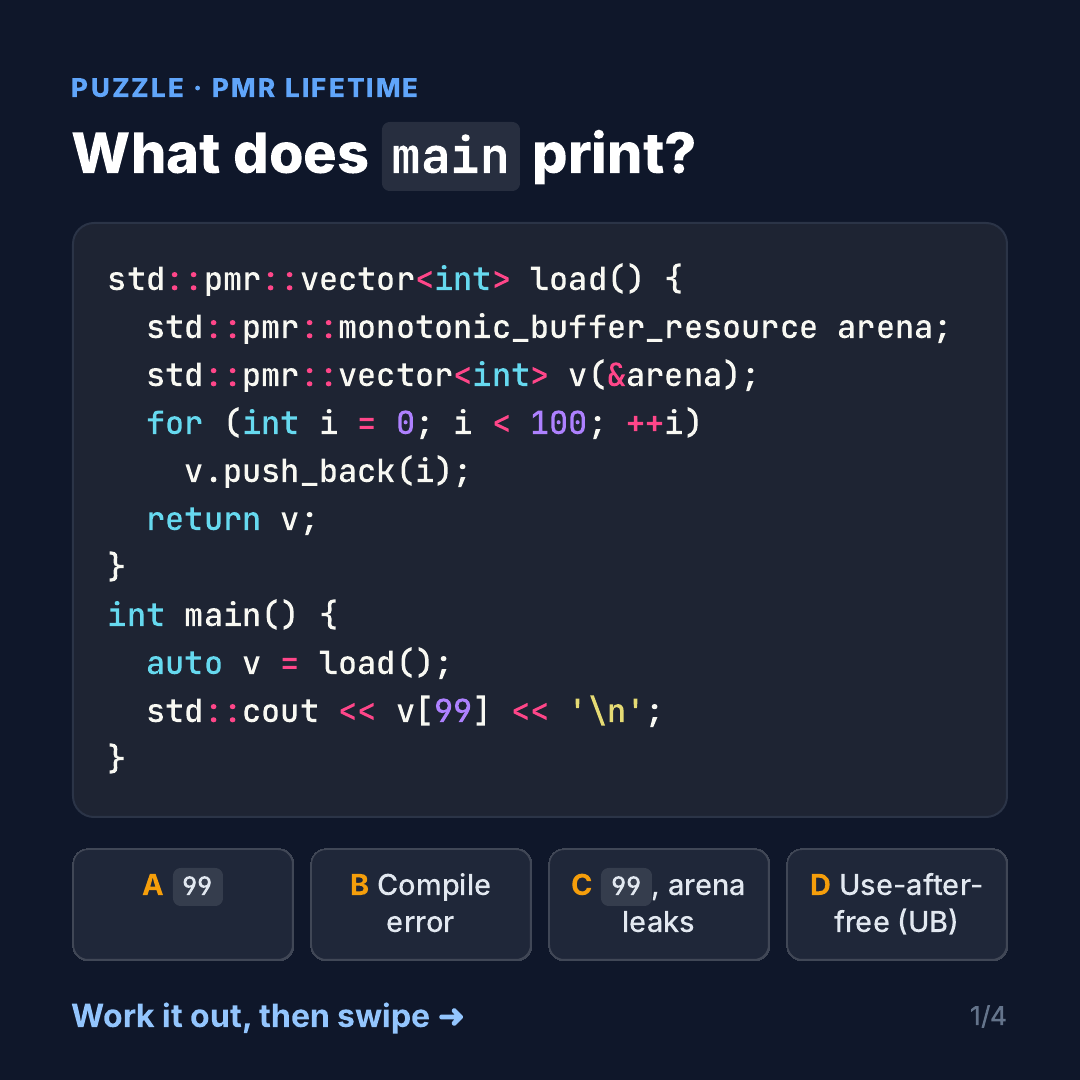 PUZZLE · PMR LIFETIME
What does main print?
std::pmr::vector<int> load() {
  std::pmr::monotonic_buffer_resource arena;
  std::pmr::vector<int> v(&arena);
  for (int i = 0; i < 100; ++i)
    v.push_back(i);
  return v;
}
int main() {
  auto v = load();
  std::cout << v[99] << '\n';
}
A 99
B Compile
error
C 99, arena
leaks
D Use-after-
free (UB)
Work it out, then swipe ➜
1/4